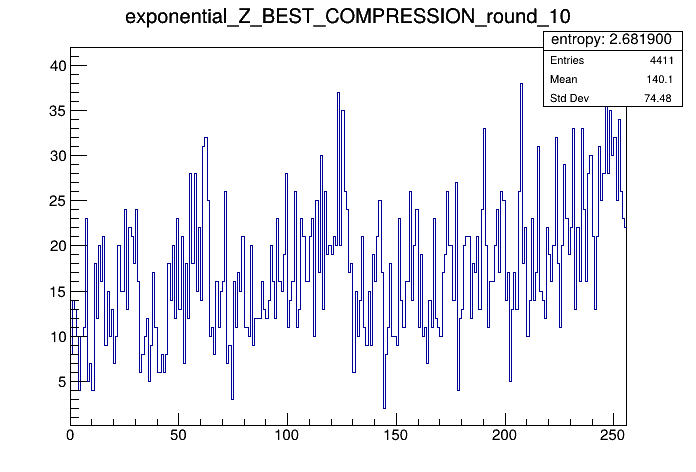 exponential_Z_BEST_COMPRESSION_round_10
entropy: 2.681900
Entries 4411
Mean 140.1
Std Dev 74.48
40
35
30
25
20
15
10
5
0 50 100 150 200 250